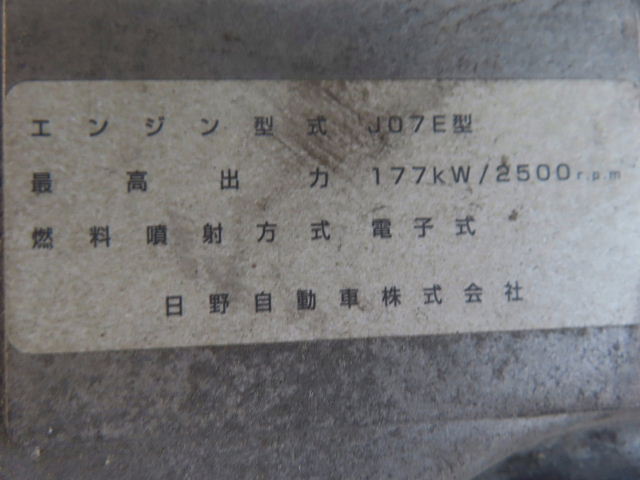 エンジン型式 J07E型
最高出力 177kW/2500r.p.m
燃料噴射方式 電子式
日野自動車株式会社